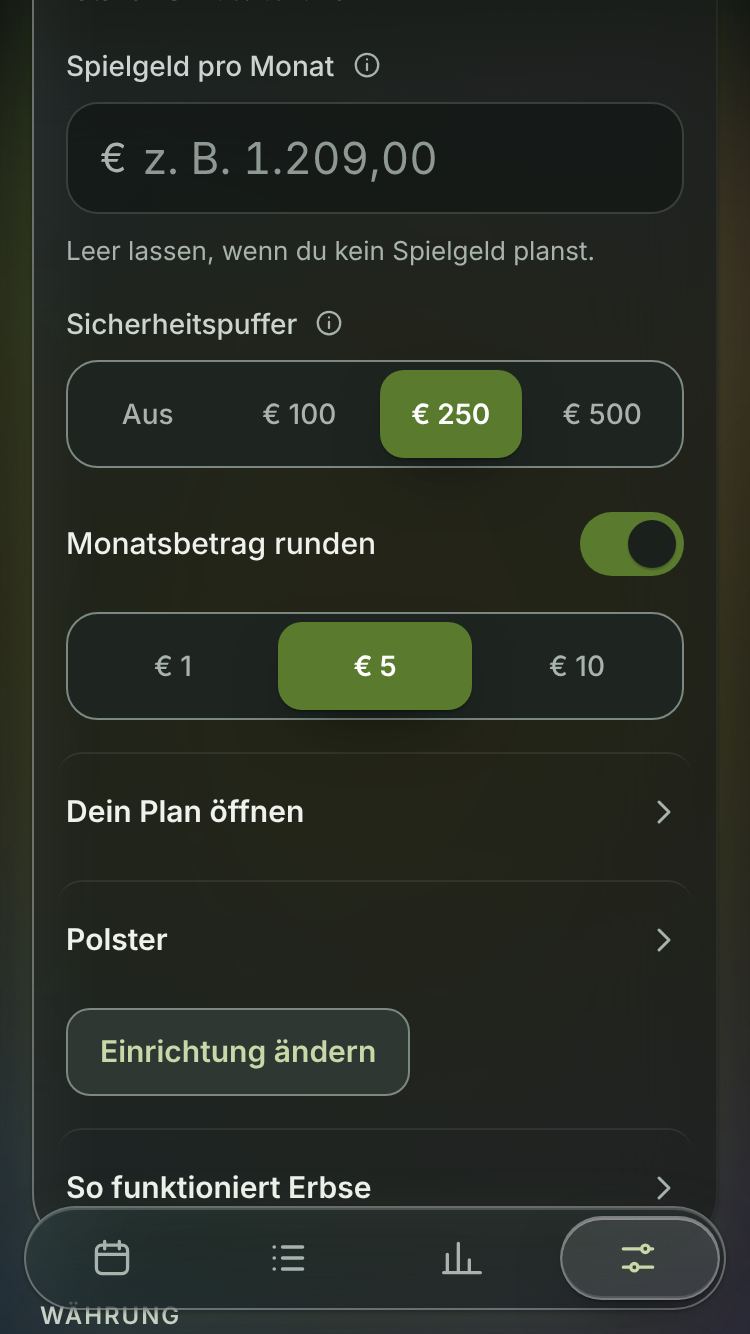 Spielgeld pro Monat
€ z. B. 1.209,00
Leer lassen, wenn du kein Spielgeld planst.
Sicherheitspuffer
Aus € 100 € 250 € 500
Monatsbetrag runden
€ 1 € 5 € 10
Dein Plan öffnen
Polster
Einrichtung ändern
So funktioniert Erbse
WÄHRUNG